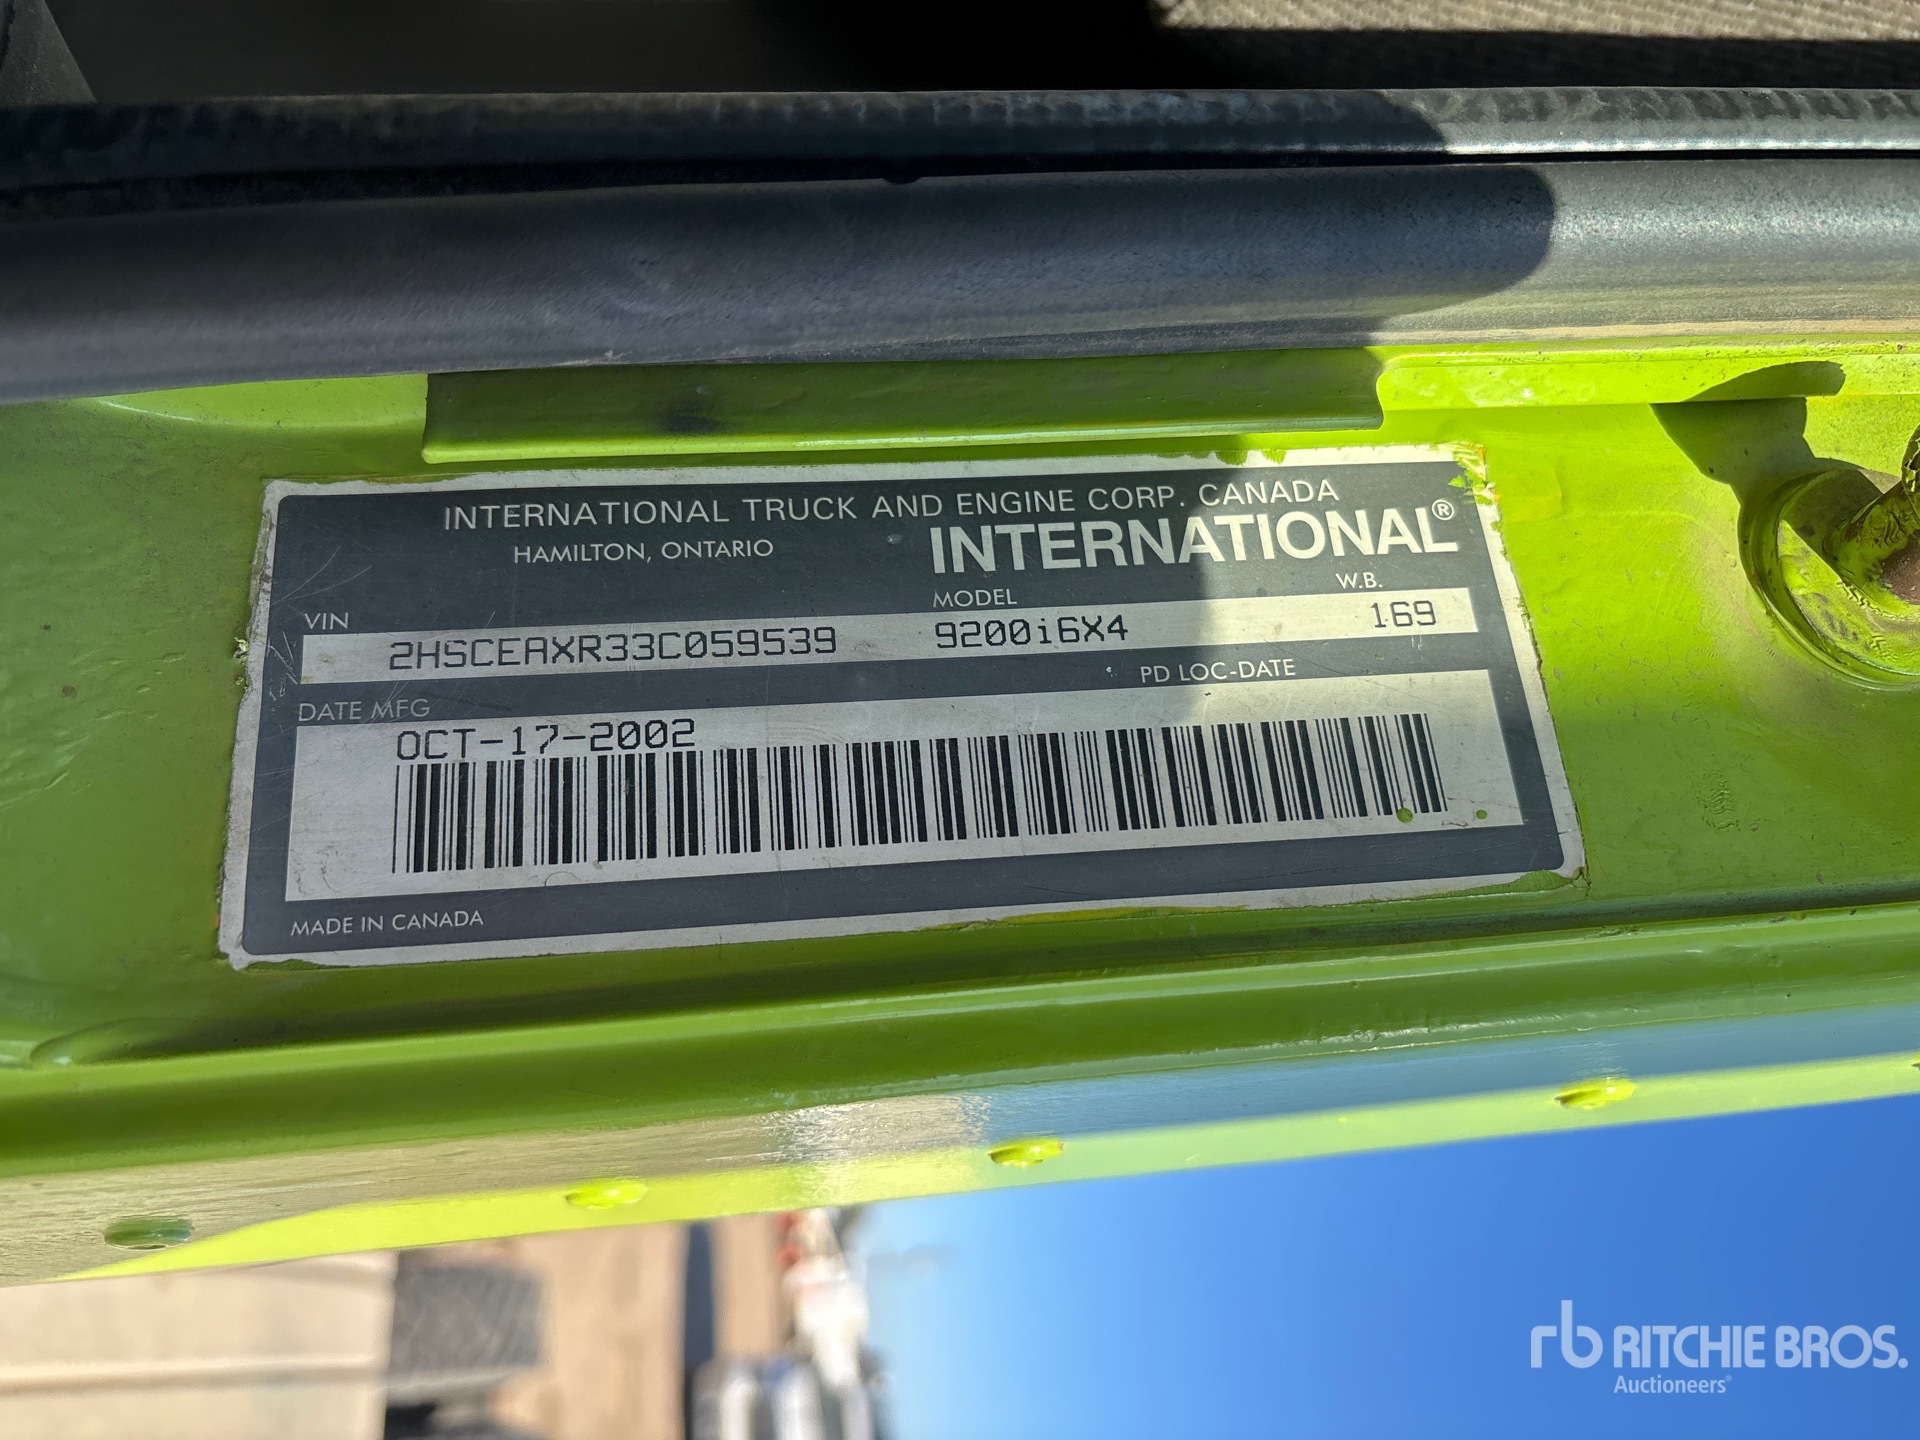 INTERNATIONAL TRUCK AND ENGINE CORP. CANADA
HAMILTON, ONTARIO
INTERNATIONAL®
VIN MODEL W.B.
2HSCEAXR33C059539 9200i6X4 169
DATE MFG PD LOC-DATE
OCT-17-2002
MADE IN CANADA
rb RITCHIE BROS.
Auctioneers®